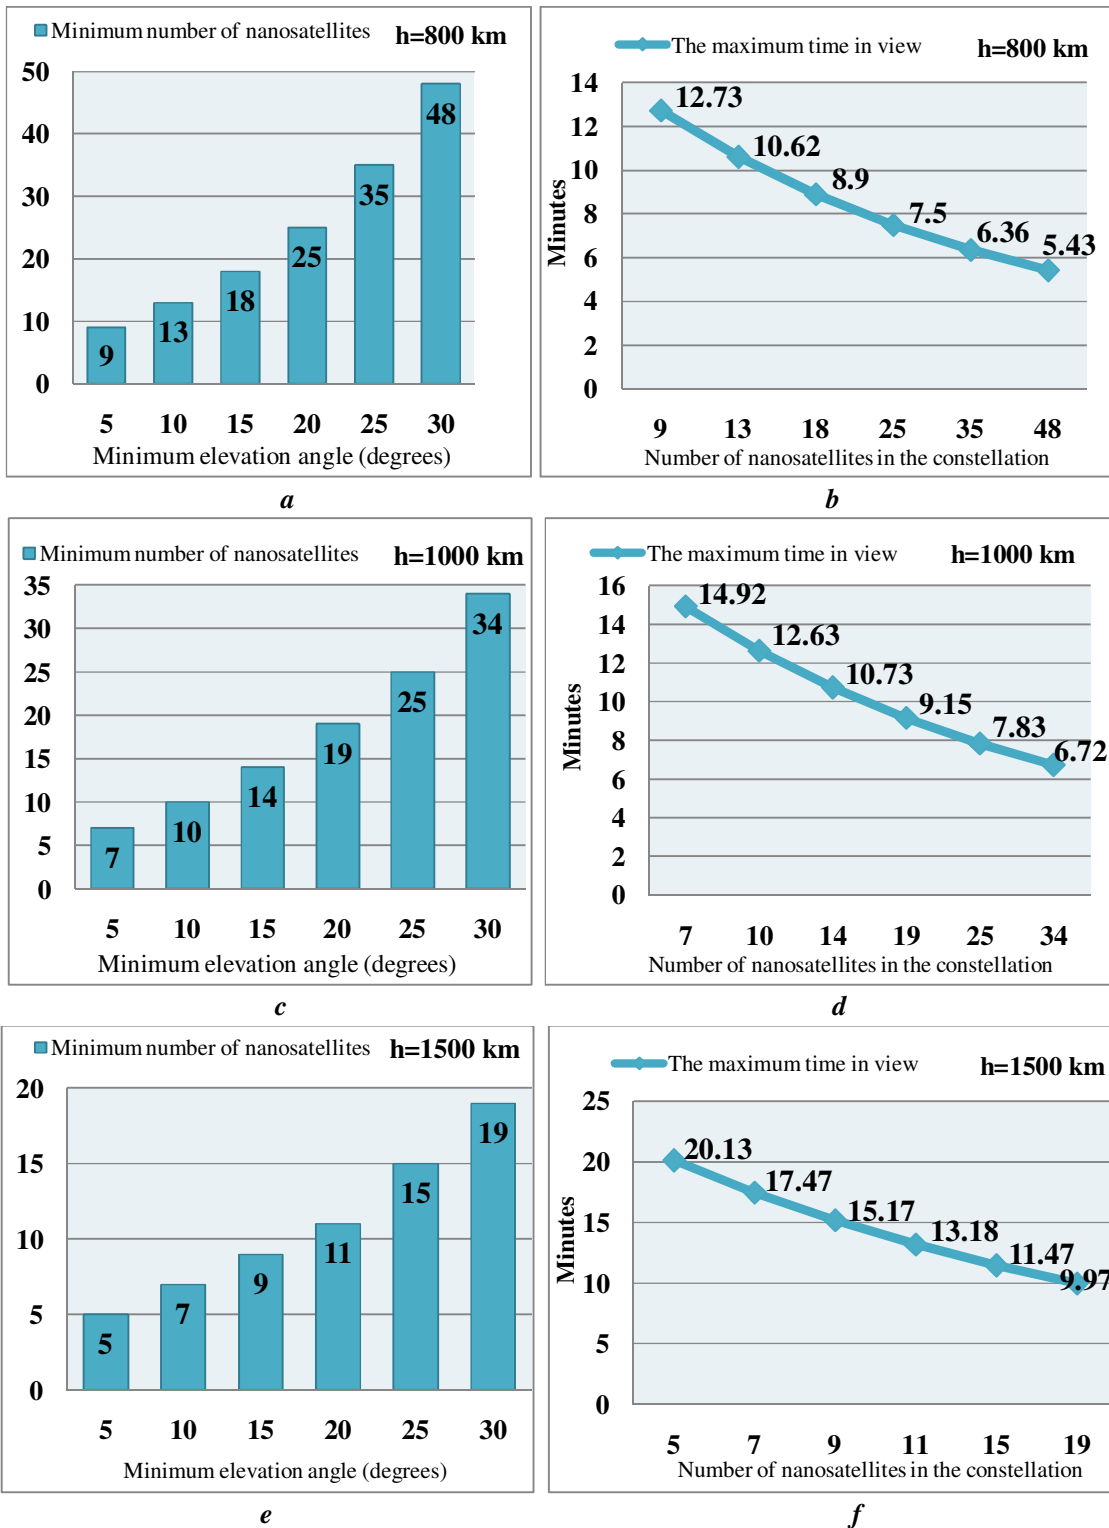 Minimum number of nanosatellites h=800 km
50
40
30
20
10
0
9
13
18
25
35
48
5 10 15 20 25 30
Minimum elevation angle (degrees)
a
The maximum time in view h=800 km
14
12
10
8
6
4
2
0
Minutes
12.73
10.62
8.9
7.5
6.36
5.43
9 13 18 25 35 48
Number of nanosatellites in the constellation
b
Minimum number of nanosatellites h=1000 km
35
30
25
20
15
10
5
0
7
10
14
19
25
34
5 10 15 20 25 30
Minimum elevation angle (degrees)
c
The maximum time in view h=1000 km
16
14
12
10
8
6
4
2
0
Minutes
14.92
12.63
10.73
9.15
7.83
6.72
7 10 14 19 25 34
Number of nanosatellites in the constellation
d
Minimum number of nanosatellites h=1500 km
20
15
10
5
0
5
7
9
11
15
19
5 10 15 20 25 30
Minimum elevation angle (degrees)
e
The maximum time in view h=1500 km
25
20
15
10
5
0
Minutes
20.13
17.47
15.17
13.18
11.47
9.97
5 7 9 11 15 19
Number of nanosatellites in the constellation
f